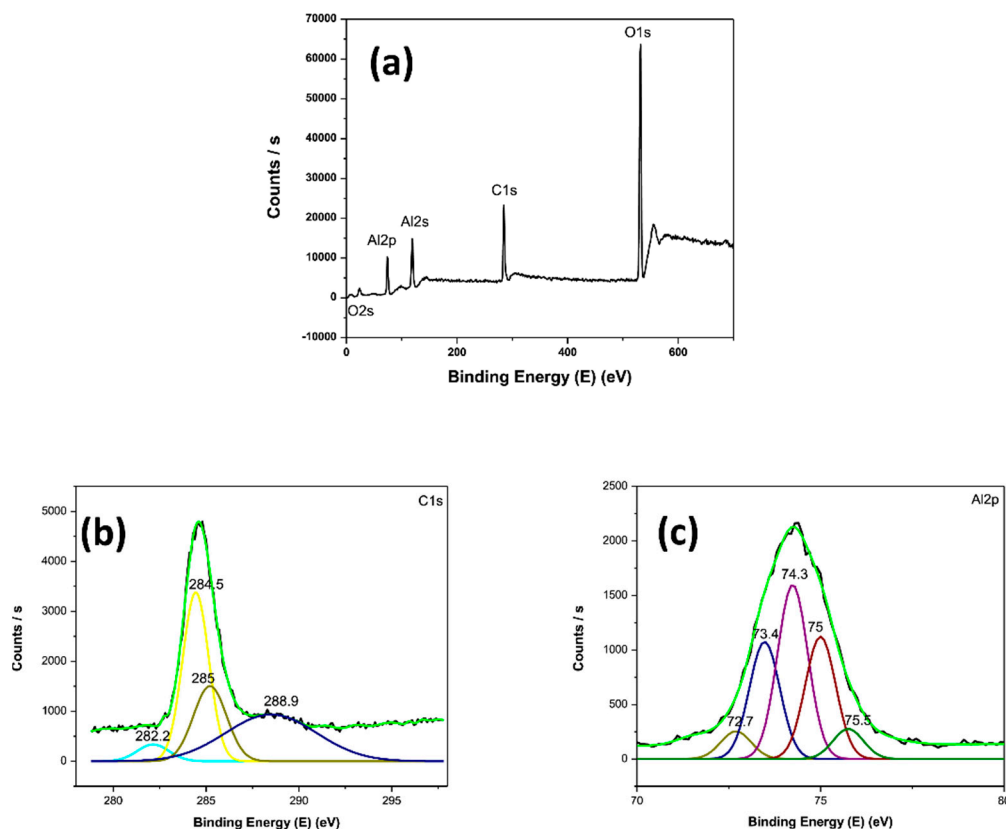 (a)
70000
60000
50000
40000
30000
20000
10000
0
-10000
Counts / s
O1s
C1s
Al2s
Al2p
O2s
0
200
400
600
Binding Energy (E) (eV)
(b)
C1s
5000
4000
3000
2000
1000
0
Counts / s
284.5
285
288.9
282.2
280
285
290
295
Binding Energy (E) (eV)
(c)
Al2p
2500
2000
1500
1000
500
0
Counts / s
74.3
73.4
75
72.7
75.5
70
75
80
Binding Energy (E) (eV)